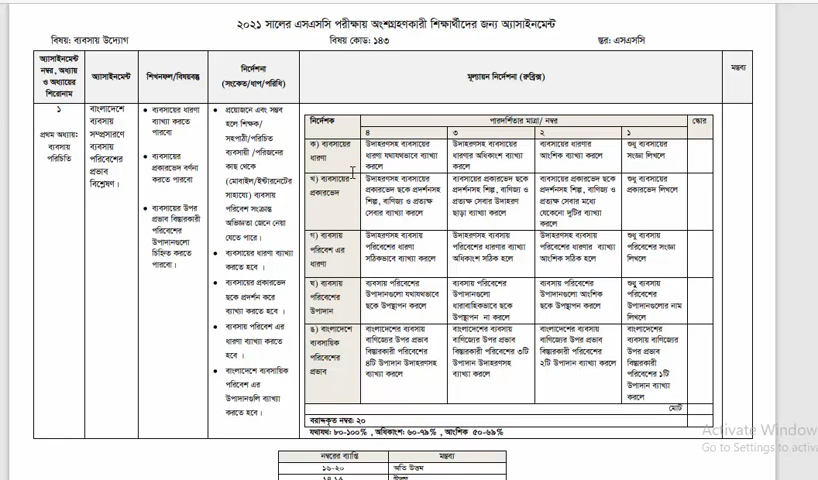 ২০২১ সালের এসএসসি পরীক্ষায় অংশগ্রহণকারী শিক্ষার্থীদের জন্য অ্যাসাইনমেন্ট
বিষয়: ব্যবসায় উদ্যোগ
বিষয় কোড: ১৪৩
স্তর: এসএসসি
অ্যাসাইনমেন্ট
নম্বর, অধ্যায়
ও অধ্যায়ের
শিরোনাম
অ্যাসাইনমেন্ট
শিখনফল/বিষয়বস্তু
নির্দেশনা
(সংকেত/ধাপ/পরিধি)
মূল্যায়ন নির্দেশনা (রুব্রিক্স)
মন্তব্য
১
প্রথম অধ্যায়:
ব্যবসায়
পরিচিতি
বাংলাদেশে
ব্যবসায়
সম্প্রসারণে
ব্যবসায়
পরিবেশের
প্রভাব
বিশ্লেষণ।
• ব্যবসায়ের ধারণা
ব্যাখ্যা করতে
পারবো
• ব্যবসায়ের
প্রকারভেদ বর্ণনা
করতে পারবো
• ব্যবসায়ের উপর
প্রভাব বিস্তারকারী
পরিবেশের
উপাদানগুলো
চিহ্নিত করতে
পারবো।
• প্রয়োজনে এবং সম্ভব
হলে শিক্ষক/
সহপাঠী/পরিচিত
ব্যবসায়ী /পরিজনের
কাছ থেকে
(মোবাইল/ইন্টারনেটের
সাহায্যে) ব্যবসায়
পরিবেশ সংক্রান্ত
অভিজ্ঞতা জেনে নেয়া
যেতে পারে।
• ব্যবসায়ের ধারণা ব্যাখ্যা
করতে হবে ।
• ব্যবসায়ের প্রকারভেদ
ছকে প্রদর্শন করে
ব্যাখ্যা করতে হবে ।
• ব্যবসায় পরিবেশ এর
ধারণা ব্যাখ্যা করতে
হবে ।
• বাংলাদেশে ব্যবসায়িক
পরিবেশ এর
উপাদানগুলি ব্যাখ্যা
করতে হবে।
নির্দেশক
পারদর্শিতার মাত্রা/ নম্বর
স্কোর
৪
৩
২
১
ক) ব্যবসায়ের
ধারণা
উদাহরণসহ ব্যবসায়ের
ধারণা যথাযথভাবে ব্যাখ্যা
করলে
উদাহরণসহ ব্যবসায়ের
ধারণার অধিকাংশ ব্যাখ্যা
করলে
ব্যবসায়ের ধারণার
আংশিক ব্যাখ্যা করলে
শুধু ব্যবসায়ের
সংজ্ঞা লিখলে
খ) ব্যবসায়ের
প্রকারভেদ
উদাহরণসহ ব্যবসায়ের
প্রকারভেদ ছকে প্রদর্শনসহ
শিল্প, বাণিজ্য ও প্রত্যক্ষ
সেবার ব্যাখ্যা করলে
ব্যবসায়ের প্রকারভেদ ছকে
প্রদর্শনসহ শিল্প, বাণিজ্য ও
প্রত্যক্ষ সেবার উদাহরণ
ছাড়া ব্যাখ্যা করলে
ব্যবসায়ের প্রকারভেদ ছকে
প্রদর্শনসহ শিল্প, বাণিজ্য ও
প্রত্যক্ষ সেবার মধ্যে
যেকোনো দুটির ব্যাখ্যা
করলে
শুধু ব্যবসায়ের
প্রকারভেদ লিখলে
গ) ব্যবসায়
পরিবেশ এর
ধারণা
উদাহরণসহ ব্যবসায়
পরিবেশের ধারণা
সঠিকভাবে ব্যাখ্যা করলে
উদাহরণসহ ব্যবসায়
পরিবেশের ধারণার ব্যাখ্যা
অধিকাংশ সঠিক হলে
উদাহরণসহ ব্যবসায়
পরিবেশের ধারণার ব্যাখ্যা
আংশিক সঠিক হলে
শুধু ব্যবসায়
পরিবেশের সংজ্ঞা
লিখলে
ঘ) ব্যবসায়
পরিবেশের
উপাদান
ব্যবসায় পরিবেশের
উপাদানগুলো যথাযথভাবে
ছকে উপস্থাপন করলে
ব্যবসায় পরিবেশের
উপাদানগুলো
ধারাবাহিকভাবে ছকে
উপস্থাপন না করলে
ব্যবসায় পরিবেশের
উপাদানগুলো আংশিক
ছকে উপস্থাপন করলে
শুধু ব্যবসায়
পরিবেশের
উপাদানগুলোর নাম
লিখলে
ঙ) বাংলাদেশে
ব্যবসায়িক
পরিবেশের
প্রভাব
বাংলাদেশের ব্যবসায়
বাণিজ্যের উপর প্রভাব
বিস্তারকারী পরিবেশের
৪টি উপাদান উদাহরণসহ
ব্যাখ্যা করলে
বাংলাদেশের ব্যবসায়
বাণিজ্যের উপর প্রভাব
বিস্তারকারী পরিবেশের ৩টি
উপাদান উদাহরণসহ
ব্যাখ্যা করলে
বাংলাদেশের ব্যবসায়
বাণিজ্যের উপর প্রভাব
বিস্তারকারী পরিবেশের
২টি উপাদান ব্যাখ্যা করলে
বাংলাদেশের
ব্যবসায় বাণিজ্যের
উপর প্রভাব
বিস্তারকারী
পরিবেশের ১টি
উপাদান ব্যাখ্যা
করলে
মোট
বরাদ্দকৃত নম্বর: ২০
যথাযথ: ৮০-১০০% , অধিকাংশ: ৬০-৭৯% , আংশিক ৫০-৬৯%
নম্বরের ব্যাপ্তি
মন্তব্য
১৬-২০
অতি উত্তম
Activate Window
Go to Settings to activ